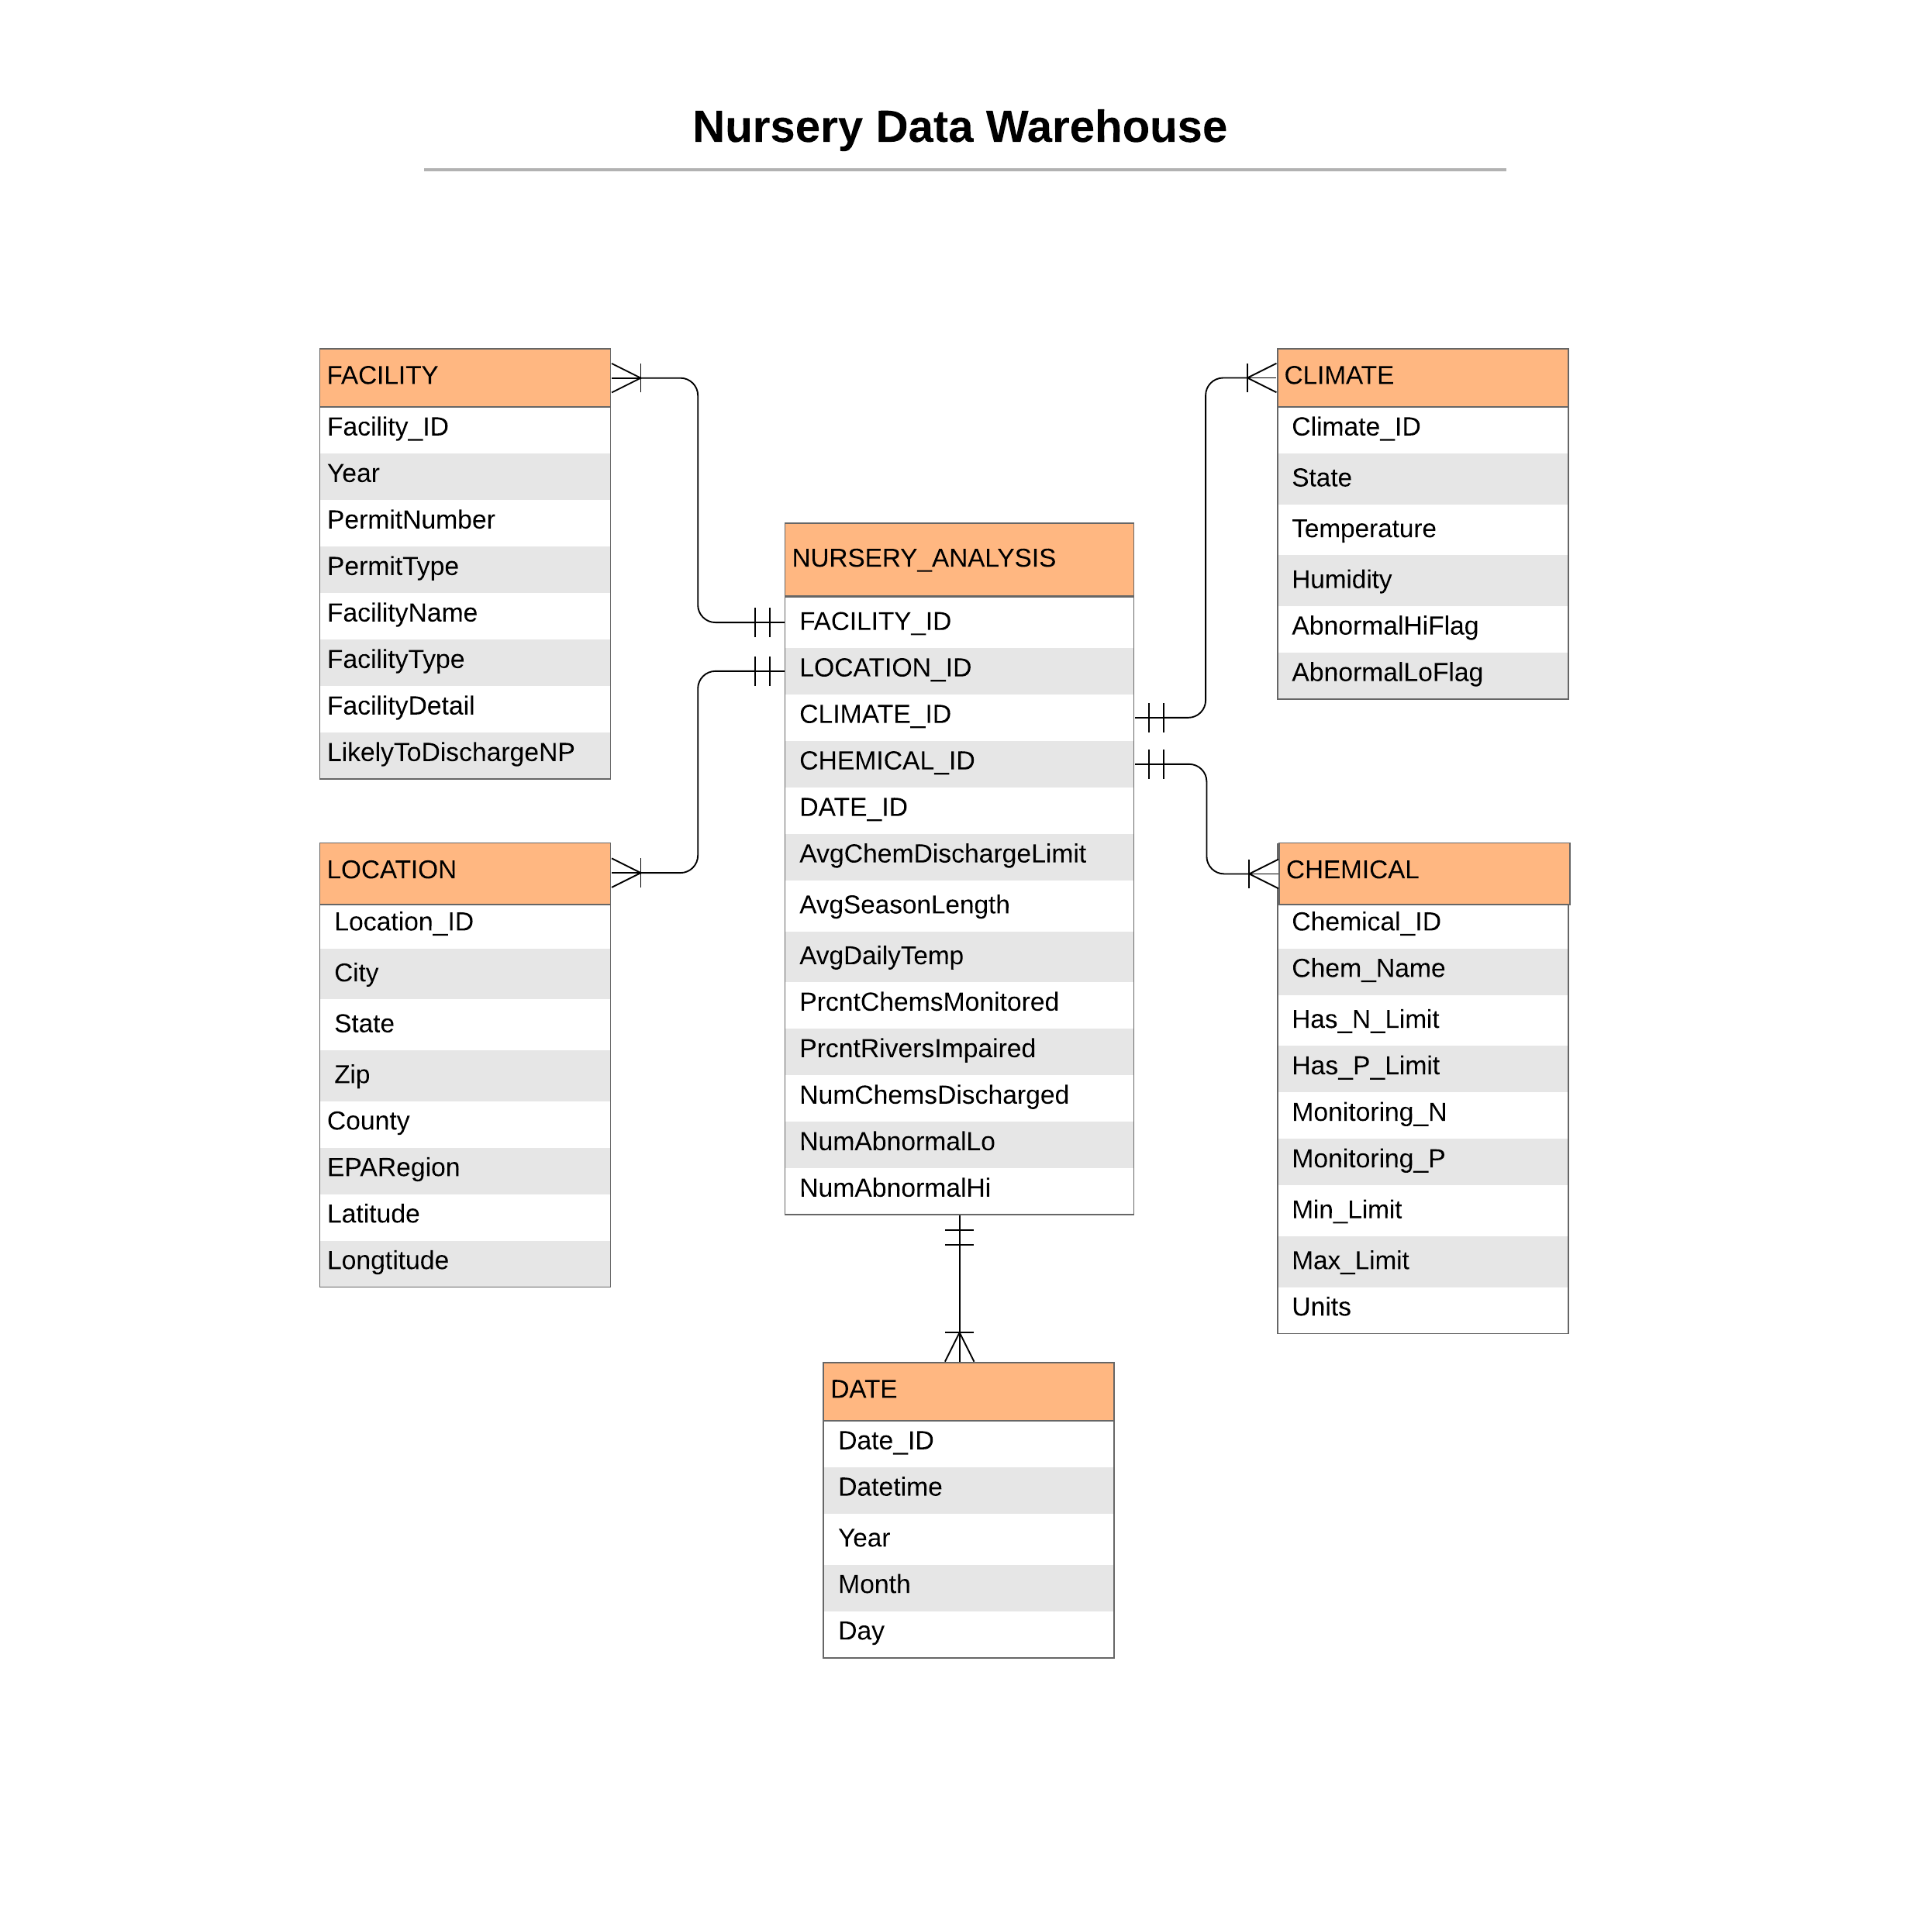 Nursery Data Warehouse
FACILITY
Facility_ID
Year
PermitNumber
PermitType
FacilityName
FacilityType
FacilityDetail
LikelyToDischargeNP
LOCATION
Location_ID
City
State
Zip
County
EPARegion
Latitude
Longtitude
NURSERY_ANALYSIS
FACILITY_ID
LOCATION_ID
CLIMATE_ID
CHEMICAL_ID
DATE_ID
AvgChemDischargeLimit
AvgSeasonLength
AvgDailyTemp
PrcntChemsMonitored
PrcntRiversImpaired
NumChemsDischarged
NumAbnormalLo
NumAbnormalHi
DATE
Date_ID
Datetime
Year
Month
Day
CLIMATE
Climate_ID
State
Temperature
Humidity
AbnormalHiFlag
AbnormalLoFlag
CHEMICAL
Chemical_ID
Chem_Name
Has_N_Limit
Has_P_Limit
Monitoring_N
Monitoring_P
Min_Limit
Max_Limit
Units